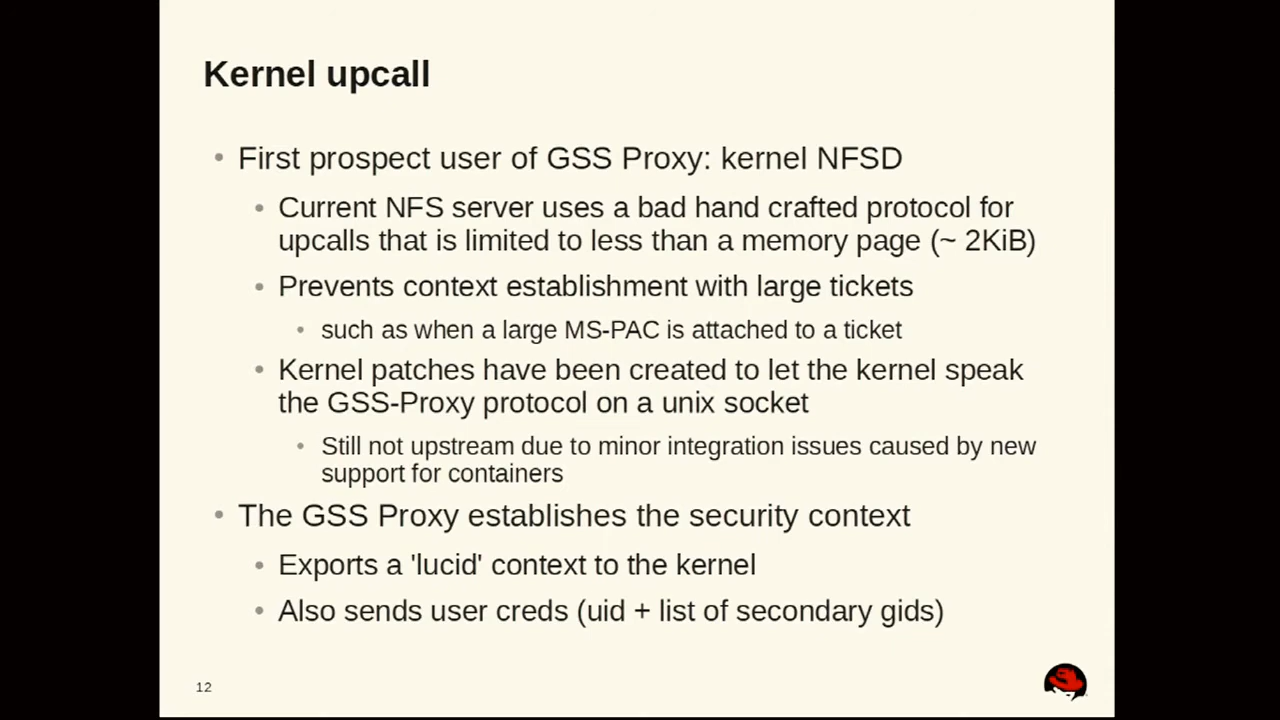 Kernel upcall
• First prospect user of GSS Proxy: kernel NFSD
• Current NFS server uses a bad hand crafted protocol for
upcalls that is limited to less than a memory page (~ 2KiB)
• Prevents context establishment with large tickets
• such as when a large MS-PAC is attached to a ticket
• Kernel patches have been created to let the kernel speak
the GSS-Proxy protocol on a unix socket
• Still not upstream due to minor integration issues caused by new
support for containers
• The GSS Proxy establishes the security context
• Exports a 'lucid' context to the kernel
• Also sends user creds (uid + list of secondary gids)
12